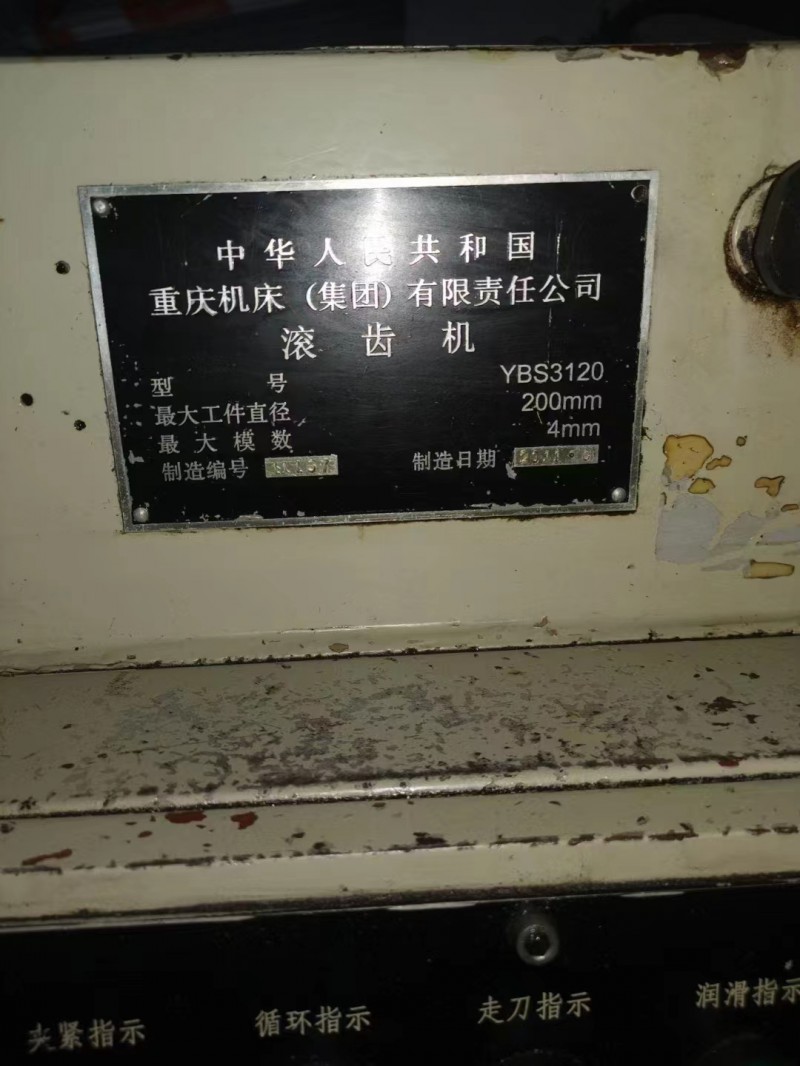 中华人民共和国
重庆机床（集团）有限责任公司
滚齿机
型号 YBS3120
最大工件直径 200mm
最大模数 4mm
制造编号 制造日期
夹紧指示 循环指示 走刀指示 润滑指示